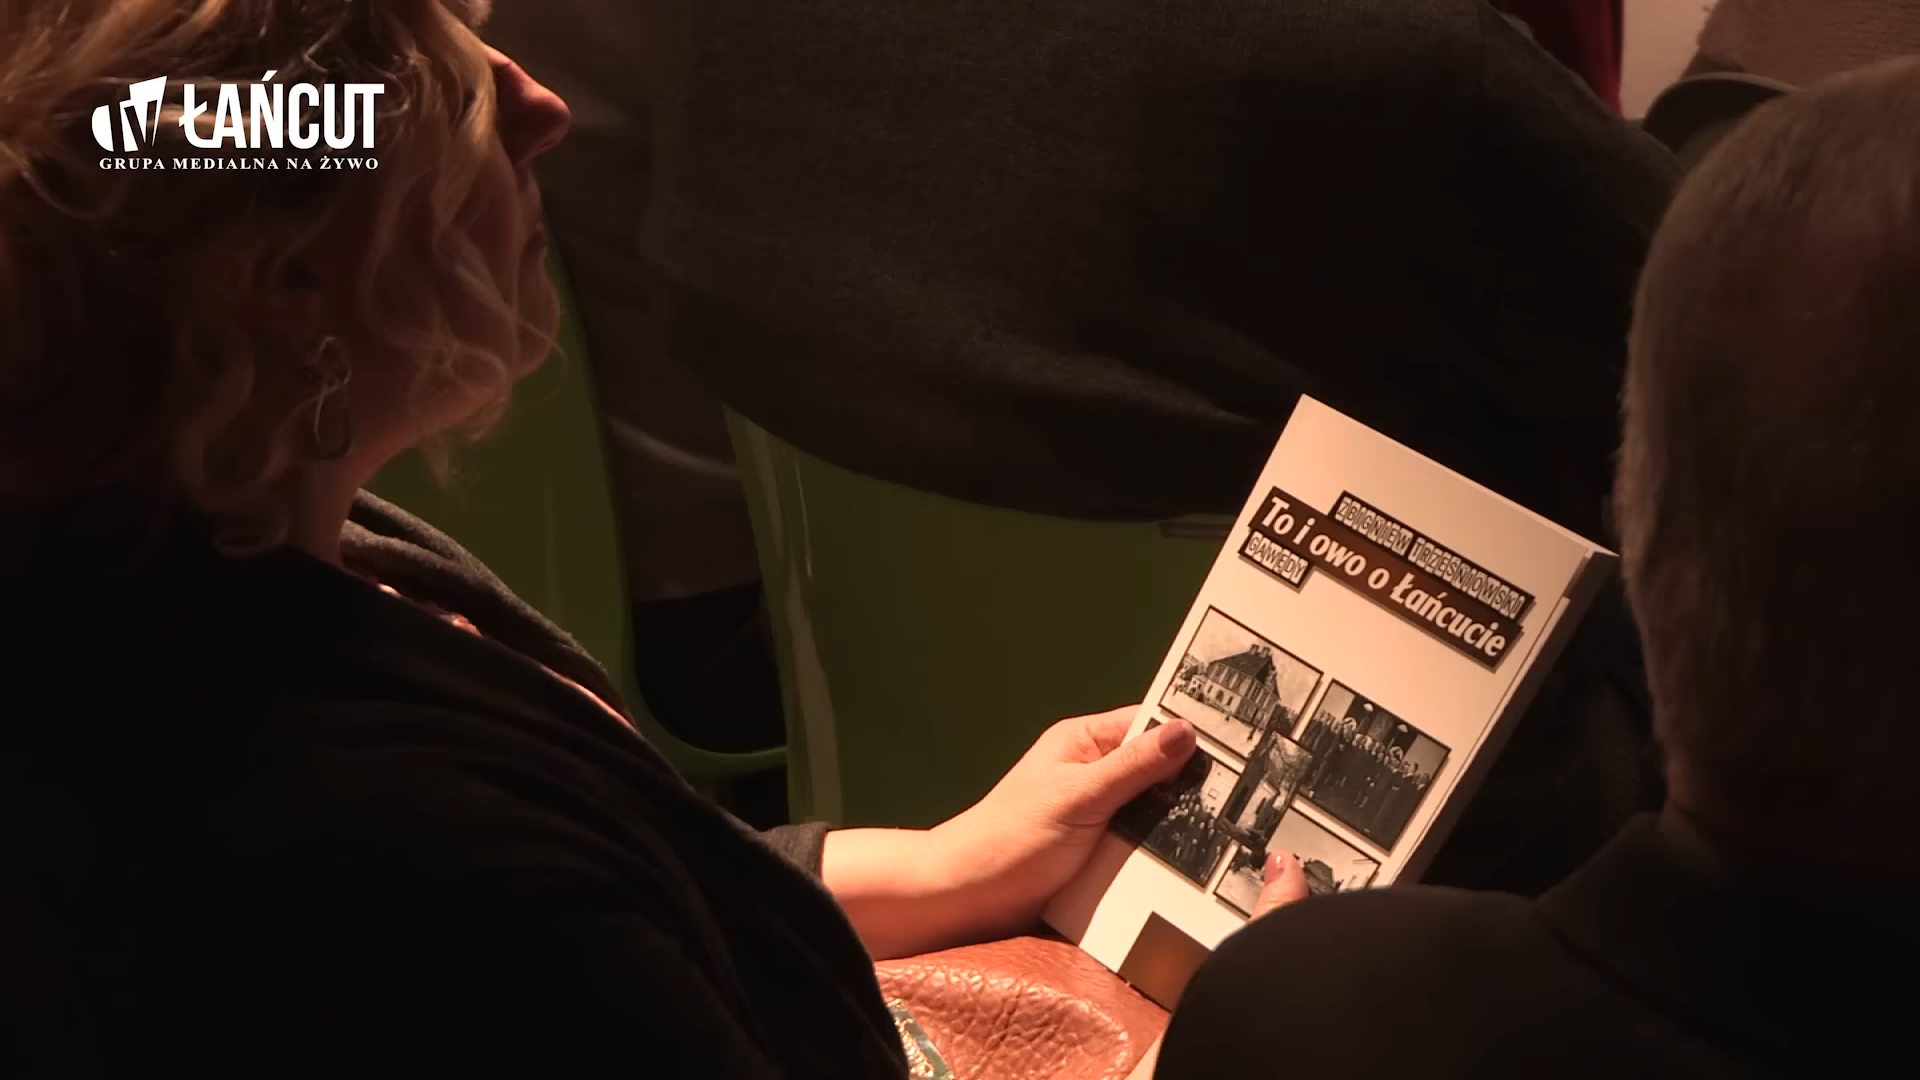 ŁAŃCUT
GRUPA MEDIALNA NA ŻYWO
ZBIGNIEW TRZEŚNIOWSKI
To i owo o Łańcucie
GAWĘDY